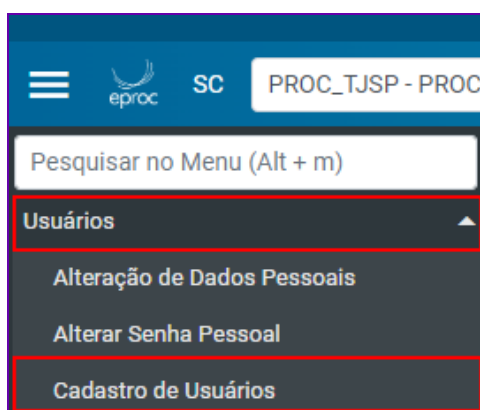 eproc SC PROC_TJSP - PROC
Pesquisar no Menu (Alt + m)
Usuários
Alteração de Dados Pessoais
Alterar Senha Pessoal
Cadastro de Usuários